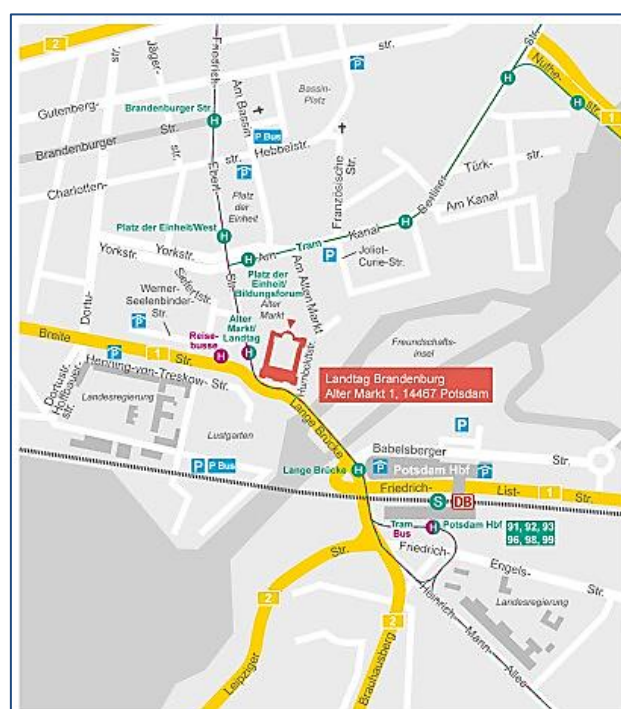 2
Friedrich-
Jäger-
str.
Gutenberg-
str.
str.
Am Bassin
Bassin-
Platz
Str.
Nuthe-
str.
1
H
H
Brandenburger Str.
H
Brandenburger
Str.
P Bus
Hebbelstr.
str.
P
P
Charlotten-
Ebert-
Platz
der
Einheit
Französische
Str.
Berliner
Türk-
str.
Am Kanal
H
Platz der Einheit/West
H
Kanal
Tram
Am
H
Yorkstr.
Yorkstr.
P
Joliot-
Curie-Str.
Platz der
Einheit/
Bildungsforum
Siefertstr.
Str.
Am Alten Markt
Werner-
Seelenbinder-
Str.
Alter
Markt
Alter
Markt/
Landtag
H
Dortu-
P
Reise-
busse
H
Breite
1
Str.
Humboldtstr.
Freundschafts-
insel
P
Henning-von-Treskow-
Str.
Landtag Brandenburg
Alter Markt 1, 14467 Potsdam
Dortustr.
Hoffbauer-
str.
Landesregierung
Lustgarten
Lange Brücke
P
Babelsberger
Str.
P
P Bus
Lange Brücke
H
P
Potsdam Hbf
P
Friedrich-
List-
1
Str.
S
DB
Tram
Bus
H
Potsdam Hbf
91, 92, 93
96, 98, 99
Friedrich-
Engels-
Str.
Str.
2
Leipziger
2
Brauhausberg
Heinrich-
Mann-
Allee
Landesregierung